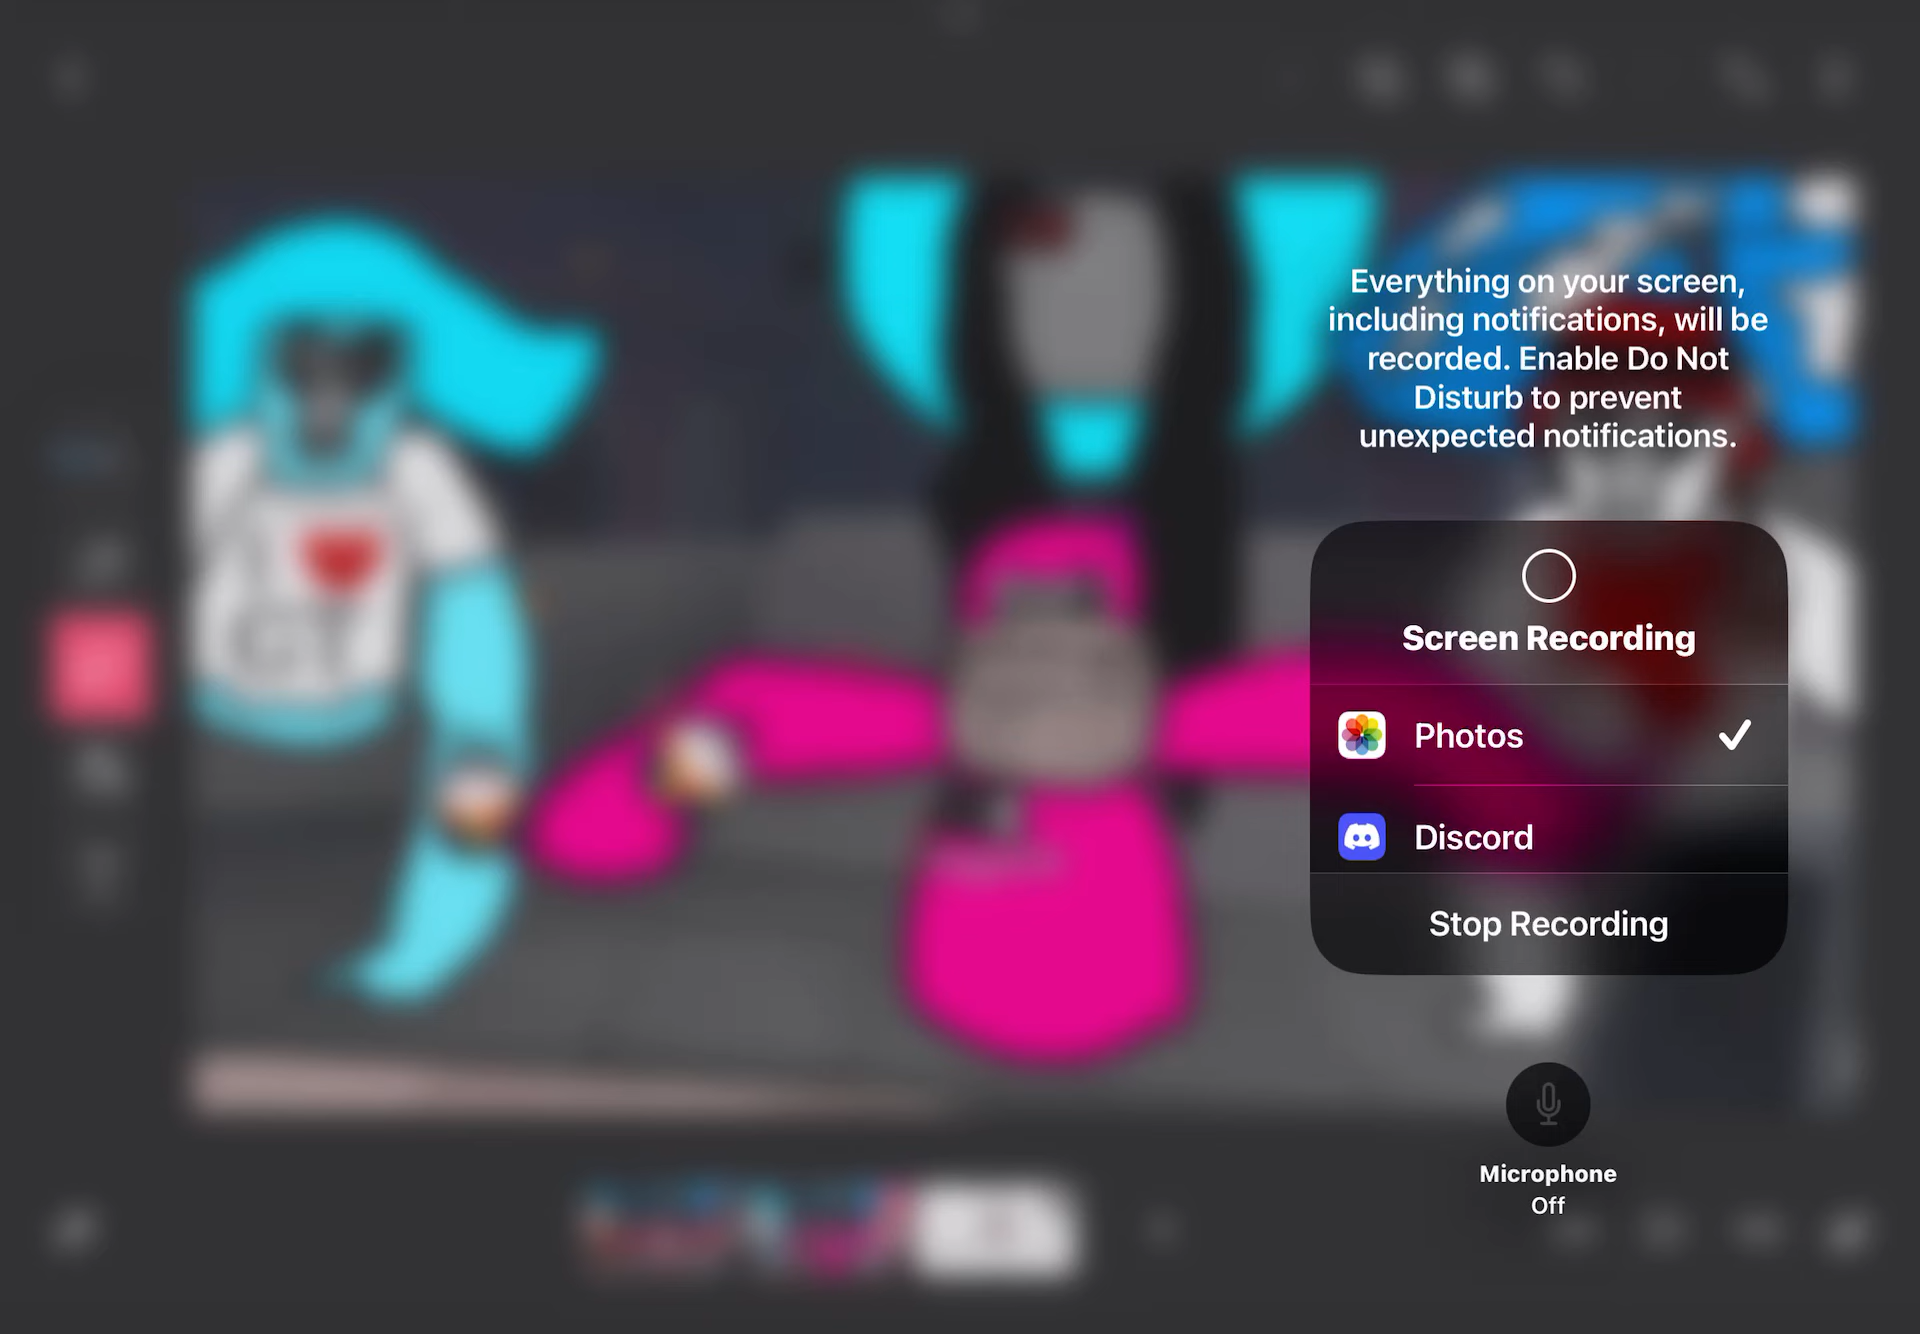 Everything on your screen,
including notifications, will be
recorded. Enable Do Not
Disturb to prevent
unexpected notifications.
Screen Recording
Photos
Discord
Stop Recording
Microphone
Off